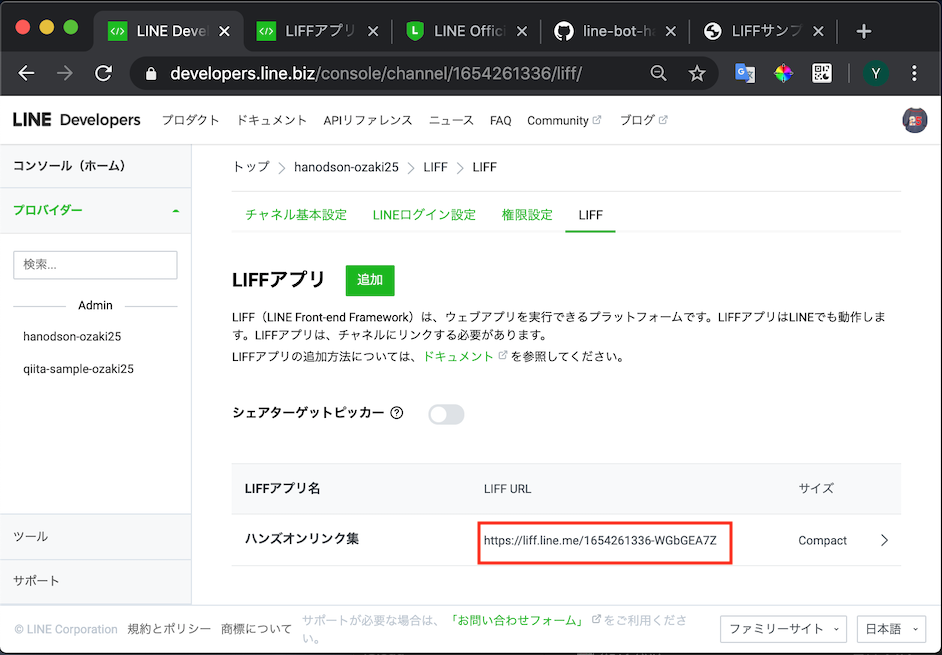 LINE Deve
LIFFアプリ
LINE Offici
line-bot-ha
LIFFサンプ
developers.line.biz/console/channel/1654261336/liff/
Y
LINE Developers
プロダクト
ドキュメント
APIリファレンス
ニュース
FAQ
Community
ブログ
コンソール（ホーム）
プロバイダー
検索...
Admin
hanodson-ozaki25
qiita-sample-ozaki25
ツール
サポート
トップ > hanodson-ozaki25 > LIFF > LIFF
チャネル基本設定
LINEログイン設定
権限設定
LIFF
LIFFアプリ
追加
LIFF（LINE Front-end Framework）は、ウェブアプリを実行できるプラットフォームです。LIFFアプリはLINEでも動作しま
す。LIFFアプリは、チャネルにリンクする必要があります。
LIFFアプリの追加方法については、ドキュメントを参照してください。
シェアターゲットピッカー
LIFFアプリ名
LIFF URL
サイズ
ハンズオンリンク集
https://liff.line.me/1654261336-WGbGEA7Z
Compact
© LINE Corporation
規約とポリシー
商標について
サポートが必要な場合は、「お問い合わせフォーム」をご利用くださ
い。
ファミリーサイト
日本語